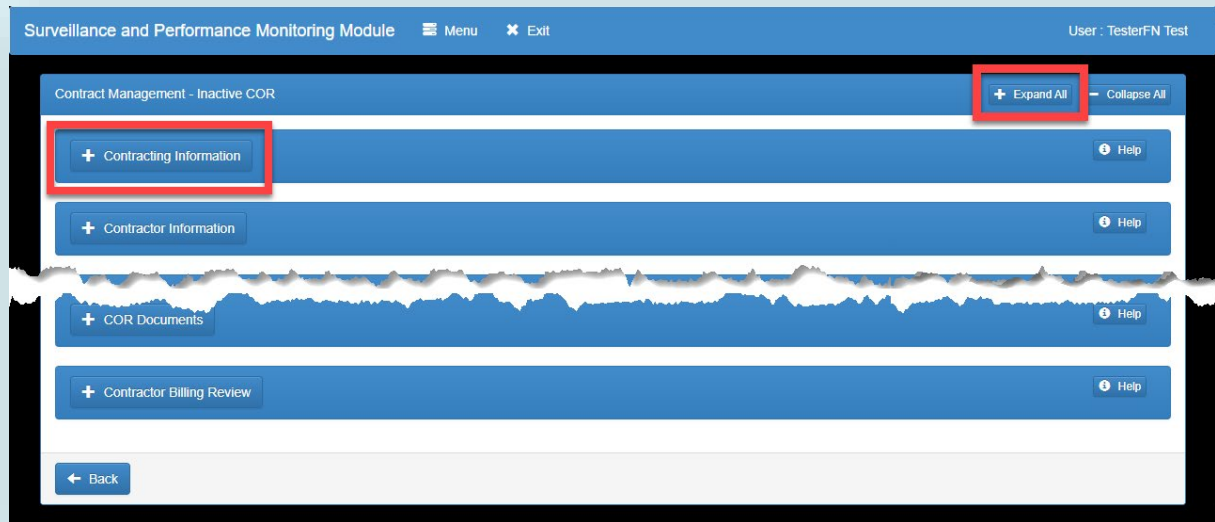 Surveillance and Performance Monitoring Module Menu Exit User : TesterFN Test
Contract Management - Inactive COR Expand All Collapse All
Contracting Information Help
Contractor Information Help
COR Documents Help
Contractor Billing Review Help
Back